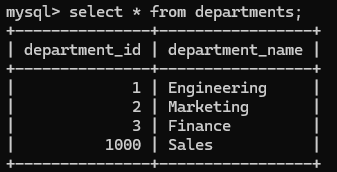 mysql> select * from departments;
+---------------+-----------------+
| department_id | department_name |
+---------------+-----------------+
|             1 | Engineering     |
|             2 | Marketing       |
|             3 | Finance         |
|          1000 | Sales           |
+---------------+-----------------+